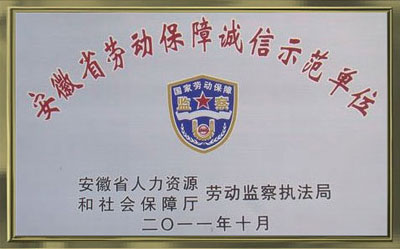 安徽省劳动保障诚信示范单位
国家劳动保障
监 察
安徽省人力资源
和社会保障厅
劳动监察执法局
二〇一一年十月